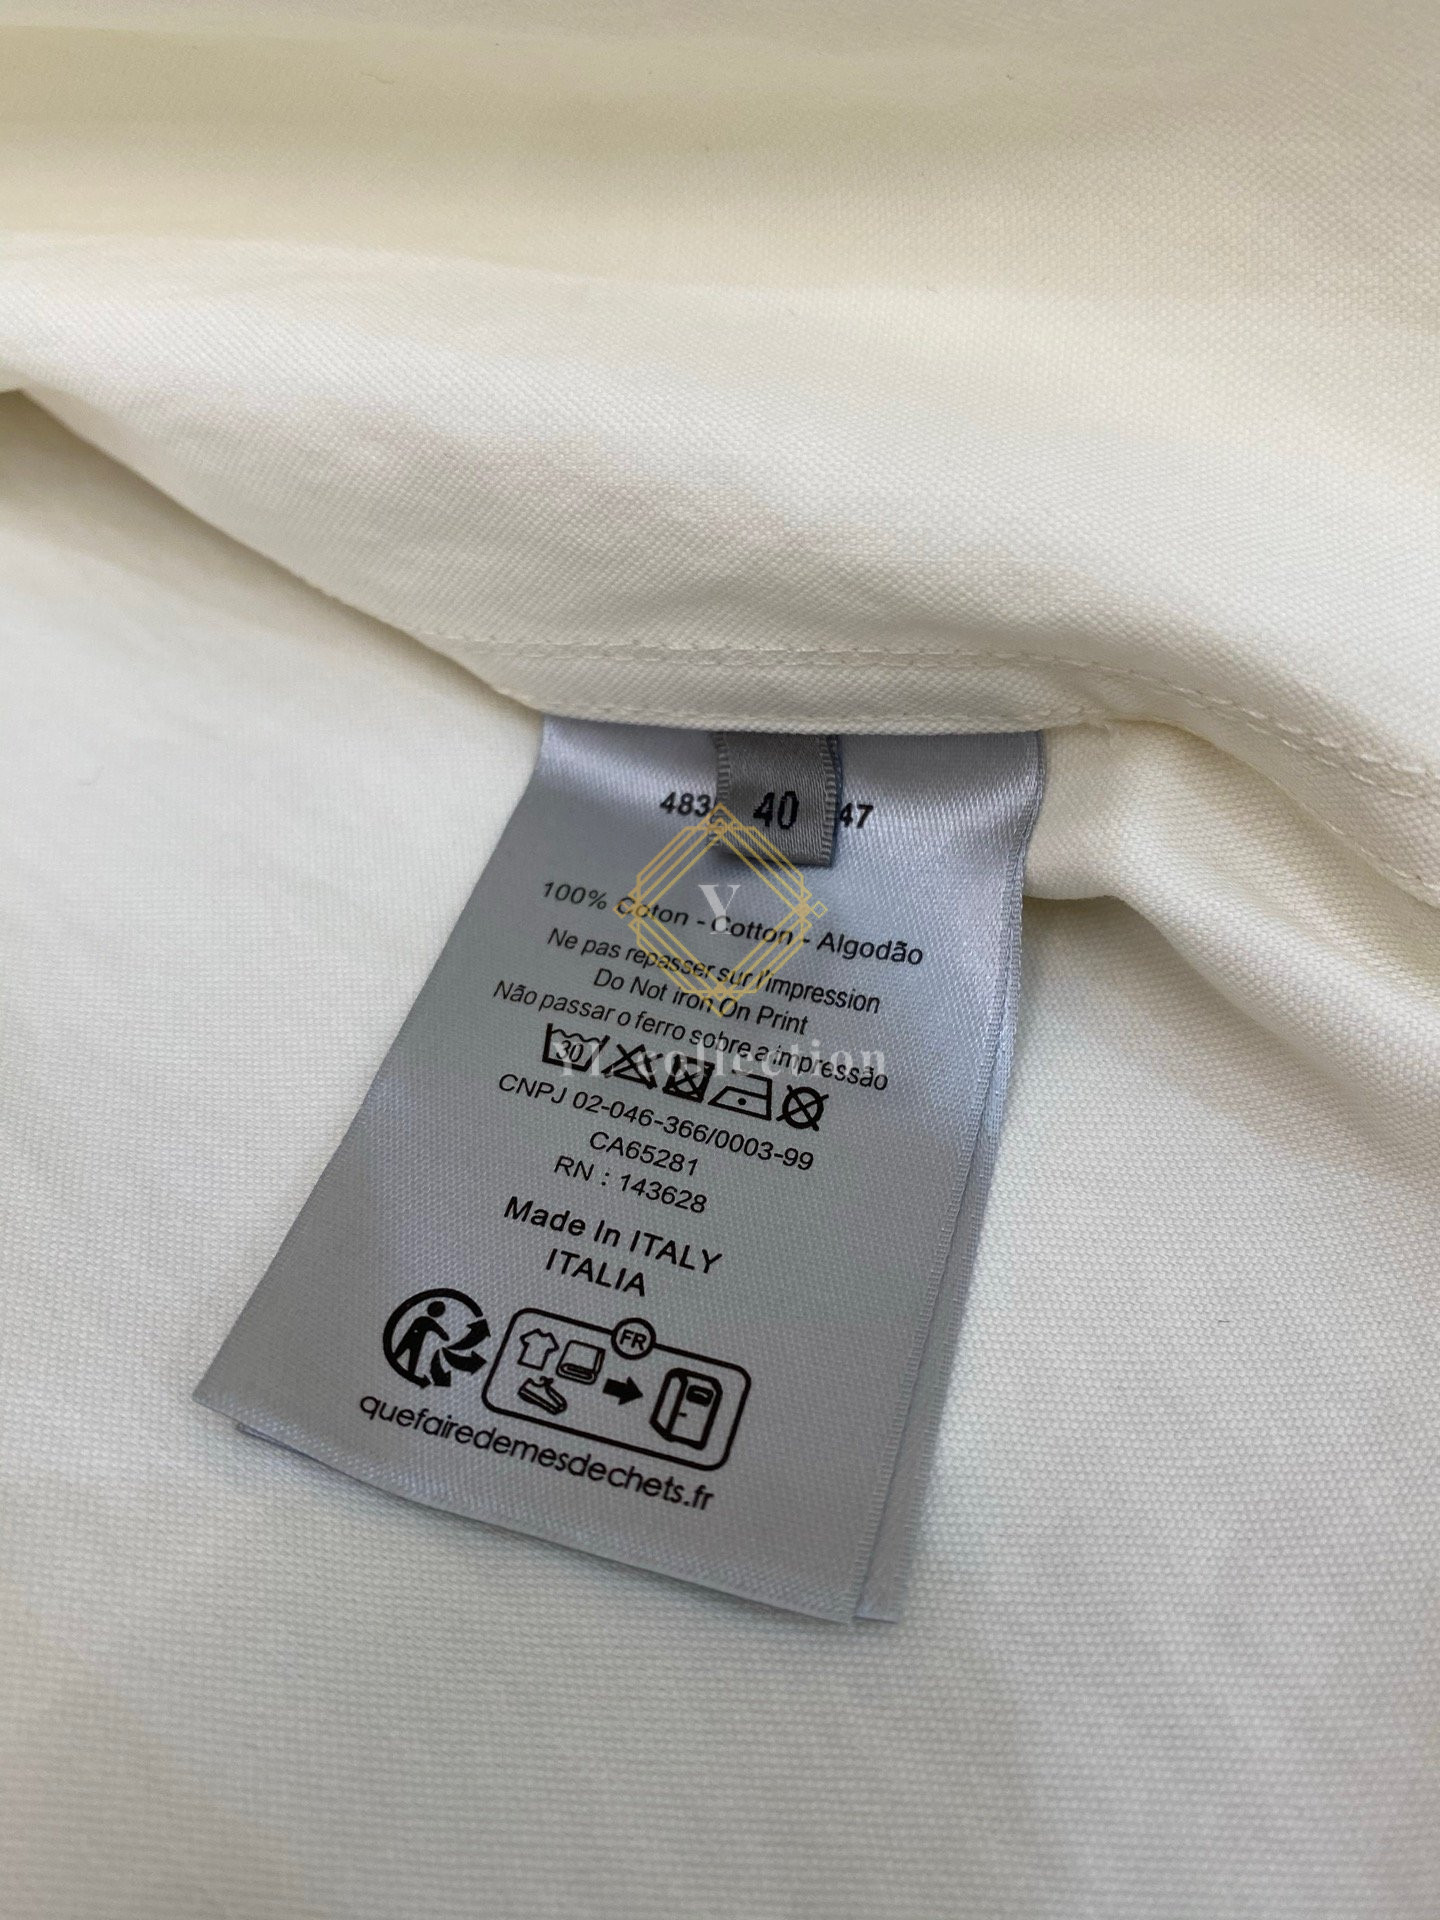 483 40 47
100% Coton - Cotton - Algodão
Ne pas repasser sur l'impression
Do Not iron On Print
Não passar o ferro sobre a impressão
30
CNPJ 02-046-366/0003-99
CA65281
RN : 143628
Made In ITALY
ITALIA
FR
quefairedemesdechets.fr
Y
YI collection